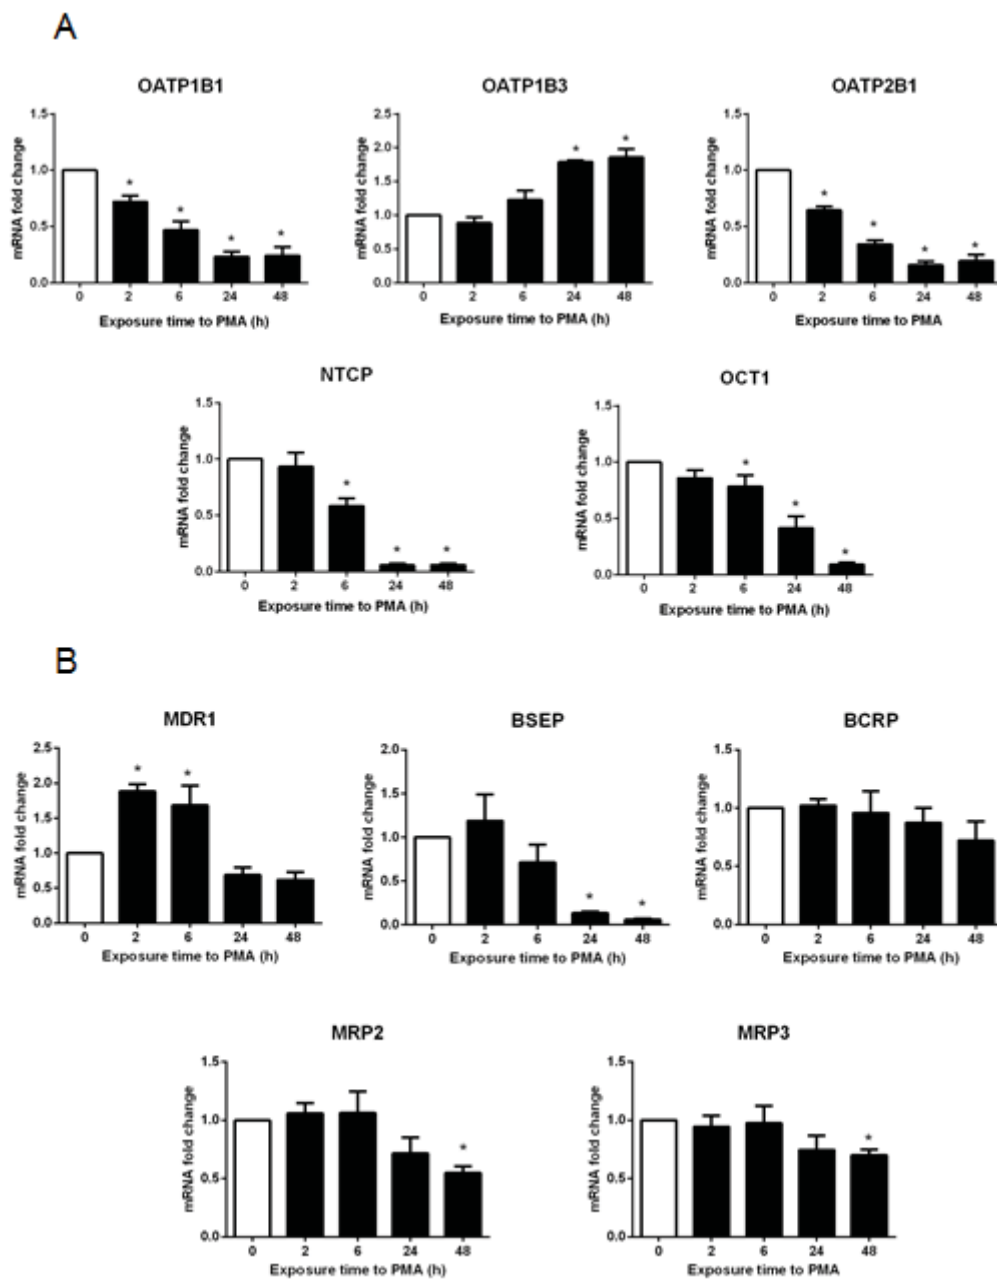 A
OATP1B1 OATP1B3 OATP2B1
mRNA fold change mRNA fold change mRNA fold change
1.5 2.5 1.5
2.0
1.0 1.5 1.0
1.0
0.5 0.5 0.5
0.0 0.0 0.0
* * * * * * * * * *
0 2 6 24 48 0 2 6 24 48 0 2 6 24 48
Exposure time to PMA (h) Exposure time to PMA (h) Exposure time to PMA
NTCP OCT1
mRNA fold change mRNA fold change
1.5 1.5
1.0 1.0
0.5 0.5
0.0 0.0
* * * * * *
0 2 6 24 48 0 2 6 24 48
Exposure time to PMA (h) Exposure time to PMA (h)
B
MDR1 BSEP BCRP
mRNA fold change mRNA fold change mRNA fold change
2.5 2.0 1.5
2.0 1.5
1.5 1.0 1.0
1.0
0.5 0.5 0.5
0.0 0.0 0.0
* * * *
0 2 6 24 48 0 2 6 24 48 0 2 6 24 48
Exposure time to PMA (h) Exposure time to PMA (h) Exposure time to PMA (h)
MRP2 MRP3
mRNA fold change mRNA fold change
1.5 1.5
1.0 1.0
0.5 0.5
0.0 0.0
* *
0 2 6 24 48 0 2 6 24 48
Exposure time to PMA (h) Exposure time to PMA